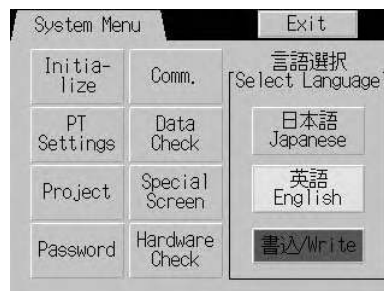 System Menu
Exit
Initia-
lize
Comm.
言語選択
Select Language
PT
Settings
Data
Check
日本語
Japanese
Project
Special
Screen
英語
English
Password
Hardware
Check
書込/Write